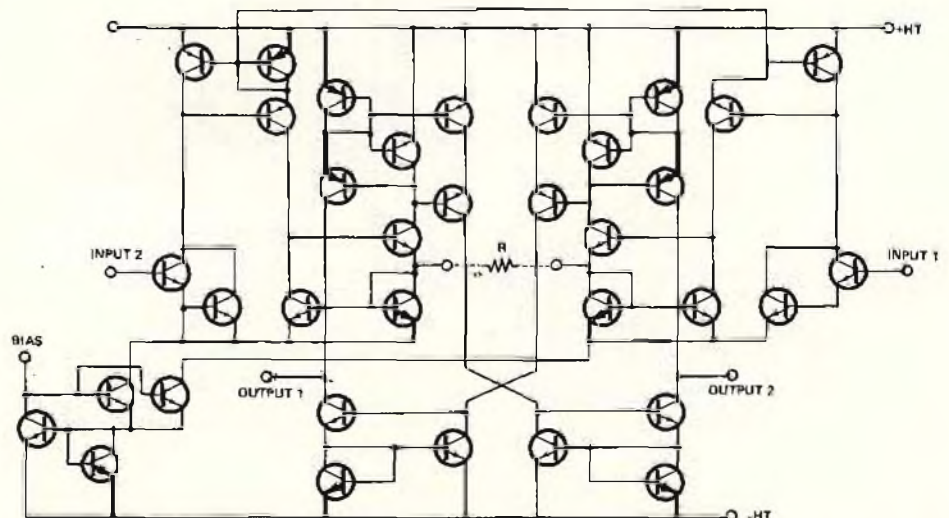 +HT
INPUT 2
R
INPUT 1
BIAS
OUTPUT 1
OUTPUT 2
-HT